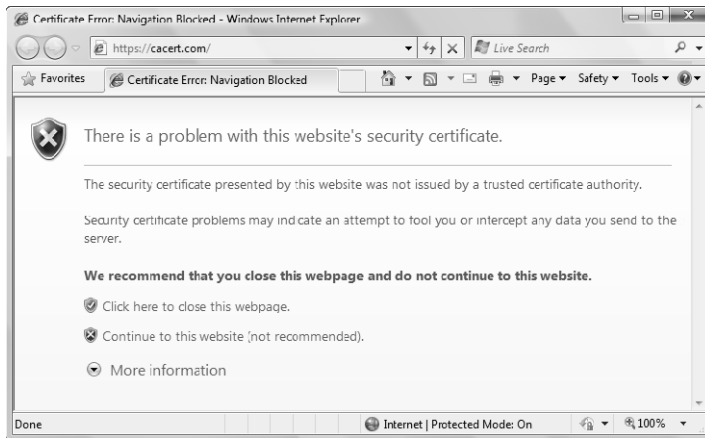 Certificate Error: Navigation Blocked - Windows Internet Explorer
https://cacert.com/
Live Search
Favorites
Certificate Error: Navigation Blocked
Page
Safety
Tools
There is a problem with this website's security certificate.
The security certificate presented by this website was not issued by a trusted certificate authority.
Security certificate problems may indicate an attempt to fool you or intercept any data you send to the
server.
We recommend that you close this webpage and do not continue to this website.
Click here to close this webpage.
Continue to this website (not recommended).
More information
Done
Internet | Protected Mode: On
100%